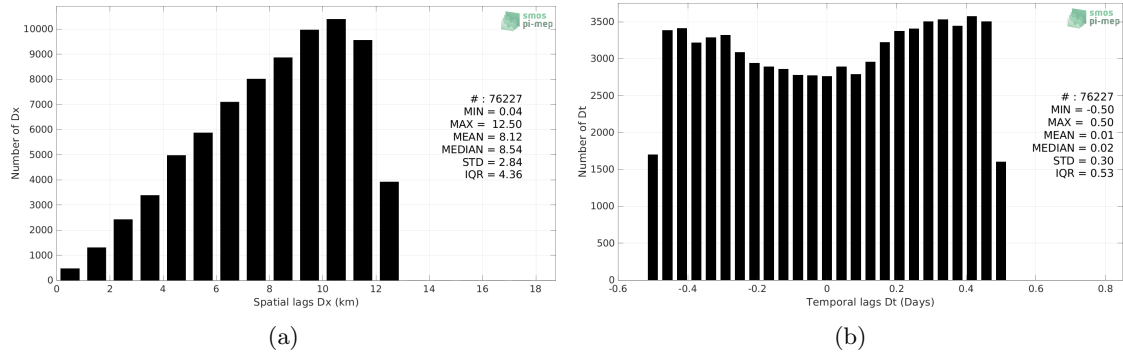 smos
pi-mep
10000
9000
8000
7000
6000
5000
4000
3000
2000
1000
0
Number of Dx
# : 76227
MIN = 0.04
MAX = 12.50
MEAN = 8.12
MEDIAN = 8.54
STD = 2.84
IQR = 4.36
0 2 4 6 8 10 12 14 16 18
Spatial lags Dx (km)
(a)
smos
pi-mep
3500
3000
2500
2000
1500
1000
500
0
Number of Dt
# : 76227
MIN = -0.50
MAX = 0.50
MEAN = 0.01
MEDIAN = 0.02
STD = 0.30
IQR = 0.53
-0.6 -0.4 -0.2 0 0.2 0.4 0.6 0.8
Temporal lags Dt (Days)
(b)